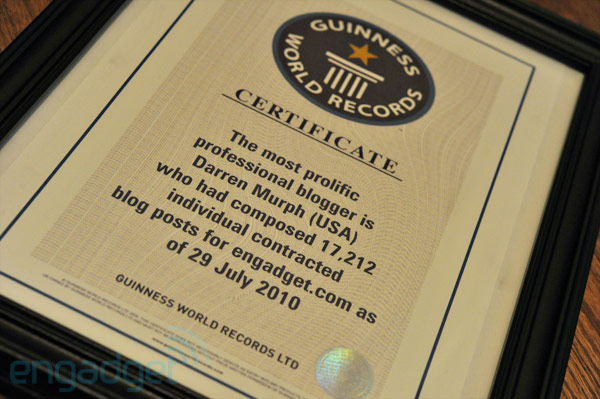 GUINNESS
WORLD RECORDS
CERTIFICATE
The most prolific
professional blogger is
Darren Murph (USA)
who had composed 17,212
individual contracted
blog posts for engadget.com as
of 29 July 2010
GUINNESS WORLD RECORDS LTD
engadget